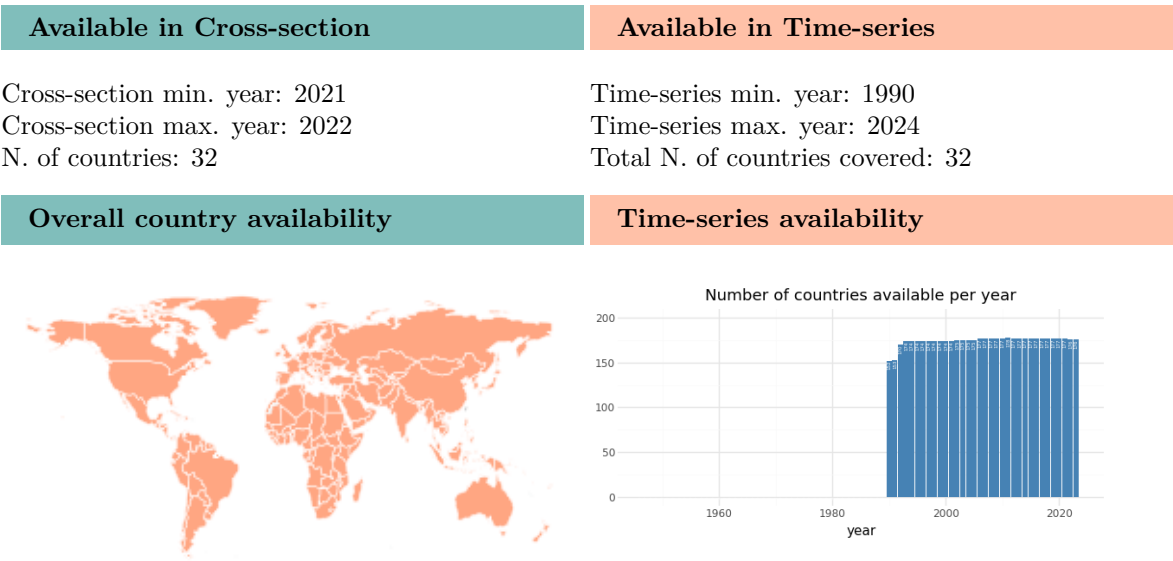 Available in Cross-section
Available in Time-series
Cross-section min. year: 2021
Cross-section max. year: 2022
N. of countries: 32
Time-series min. year: 1990
Time-series max. year: 2024
Total N. of countries covered: 32
Overall country availability
Time-series availability
Number of countries available per year
200
150
100
50
0
1960
1980
2000
2020
year